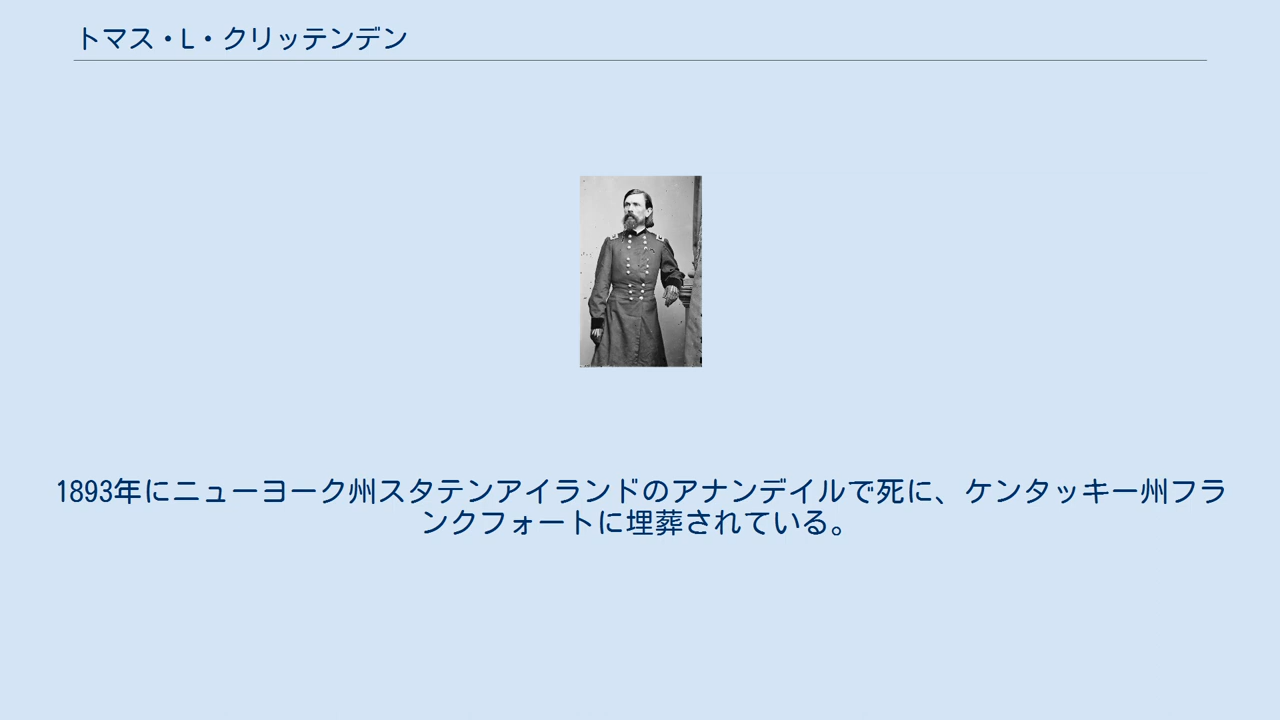 トマス・L・クリッテンデン
1893年にニューヨーク州スタテンアイランドのアナンデイルで死に、ケンタッキー州フラ
ンクフォートに埋葬されている。